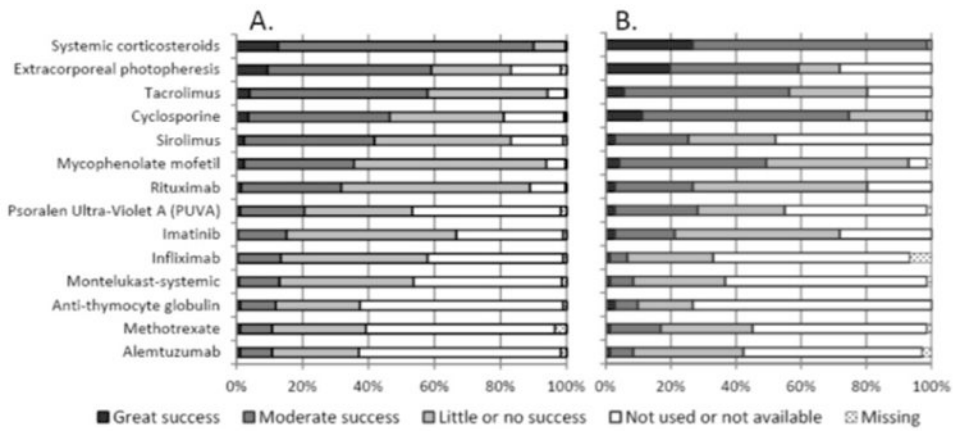 A. B.
Systemic corticosteroids
Extracorporeal photopheresis
Tacrolimus
Cyclosporine
Sirolimus
Mycophenolate mofetil
Rituximab
Psoralen Ultra-Violet A (PUVA)
Imatinib
Infliximab
Montelukast-systemic
Anti-thymocyte globulin
Methotrexate
Alemtuzumab
0% 20% 40% 60% 80% 100% 0% 20% 40% 60% 80% 100%
Great success Moderate success Little or no success Not used or not available Missing